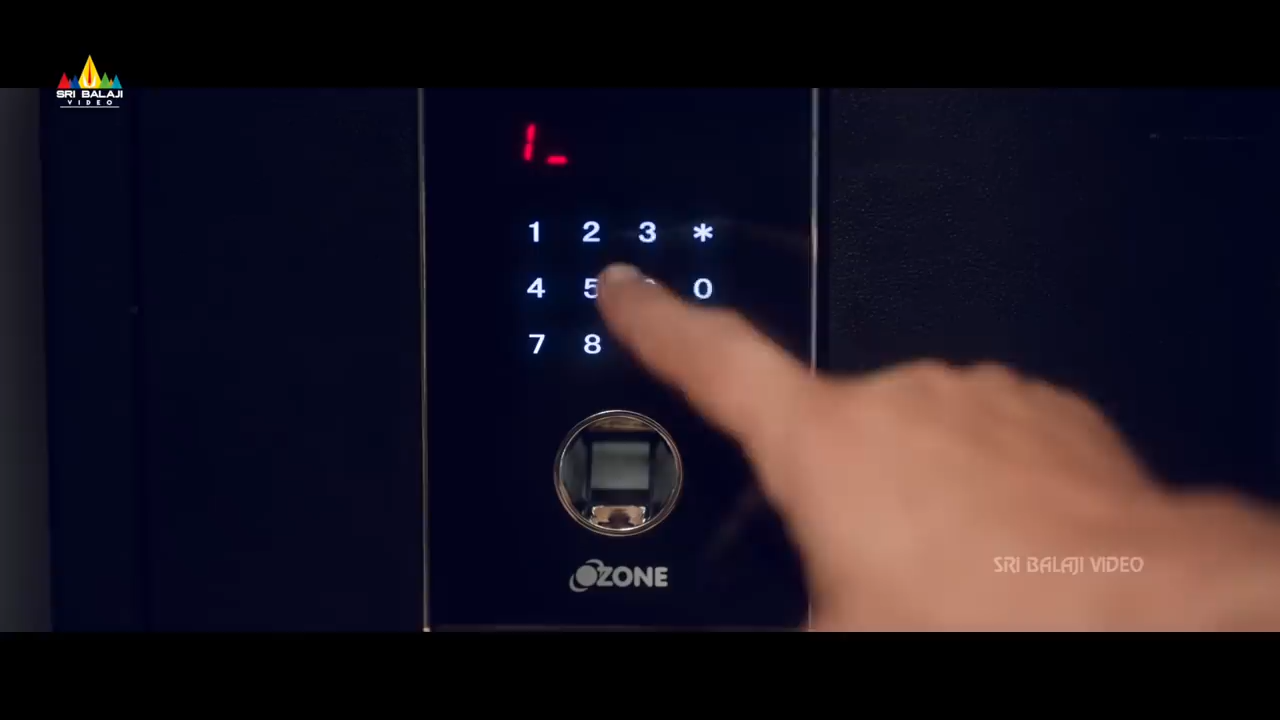 SRI BALAJI
VIDEO
1_
1 2 3 *
4 5 0
7 8
OZONE
SRI BALAJI VIDEO